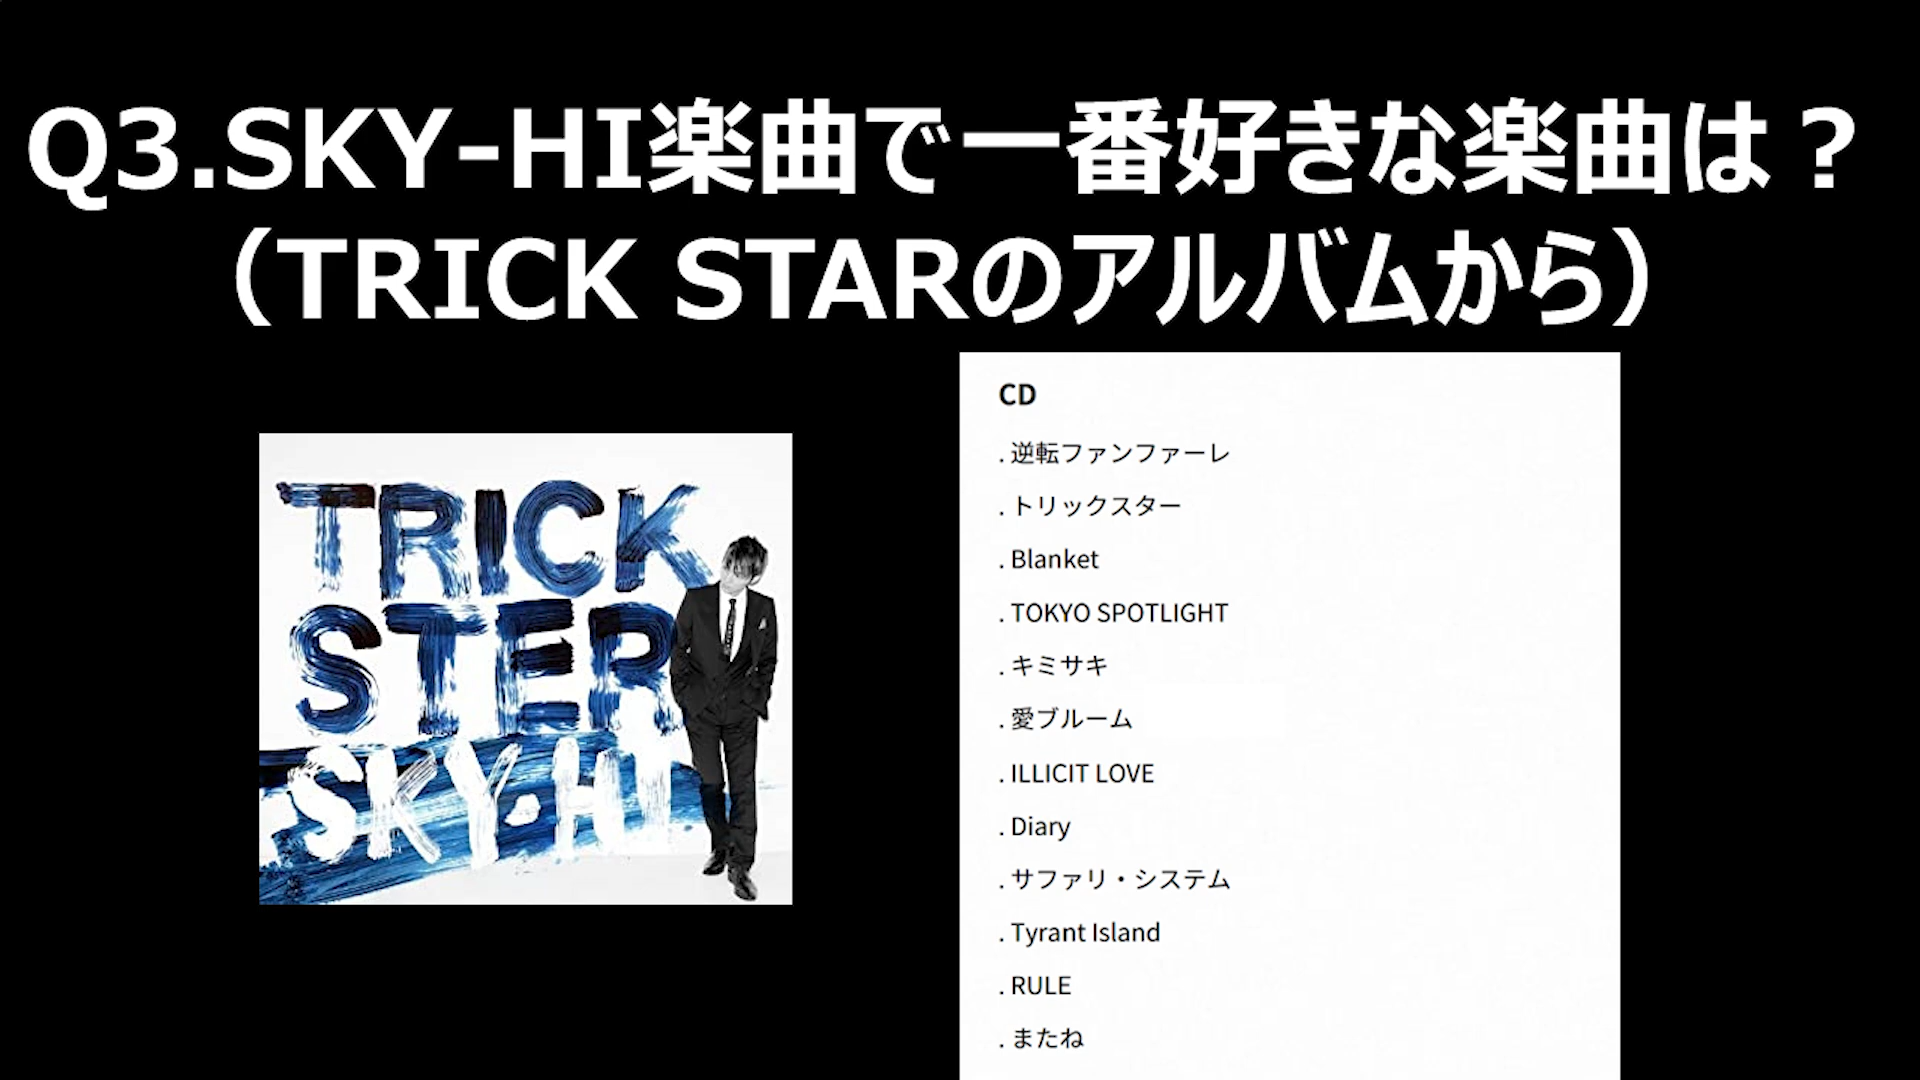 Q3.SKY-HI楽曲で一番好きな楽曲は？
（TRICK STARのアルバムから）
TRICK
STER
SKY-HI
CD
. 逆転ファンファーレ
. トリックスター
. Blanket
. TOKYO SPOTLIGHT
. キミサキ
. 愛ブルーム
. ILLICIT LOVE
. Diary
. サファリ・システム
. Tyrant Island
. RULE
. またね